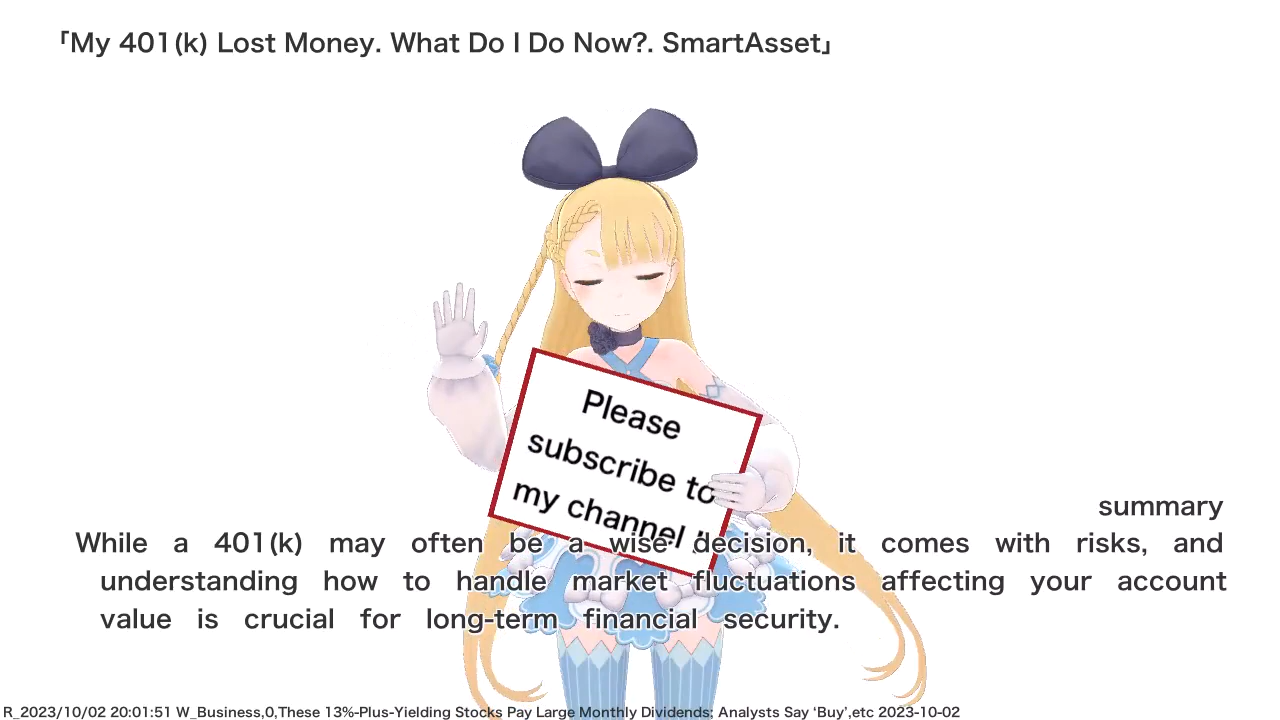 「My 401(k) Lost Money. What Do I Do Now?. SmartAsset」
Please
subscribe to
my channel !
summary
While a 401(k) may often be a wise decision, it comes with risks, and
understanding how to handle market fluctuations affecting your account
value is crucial for long-term financial security.
R_2023/10/02 20:01:51 W_Business,0,These 13%-Plus-Yielding Stocks Pay Large Monthly Dividends; Analysts Say ‘Buy’,etc 2023-10-02